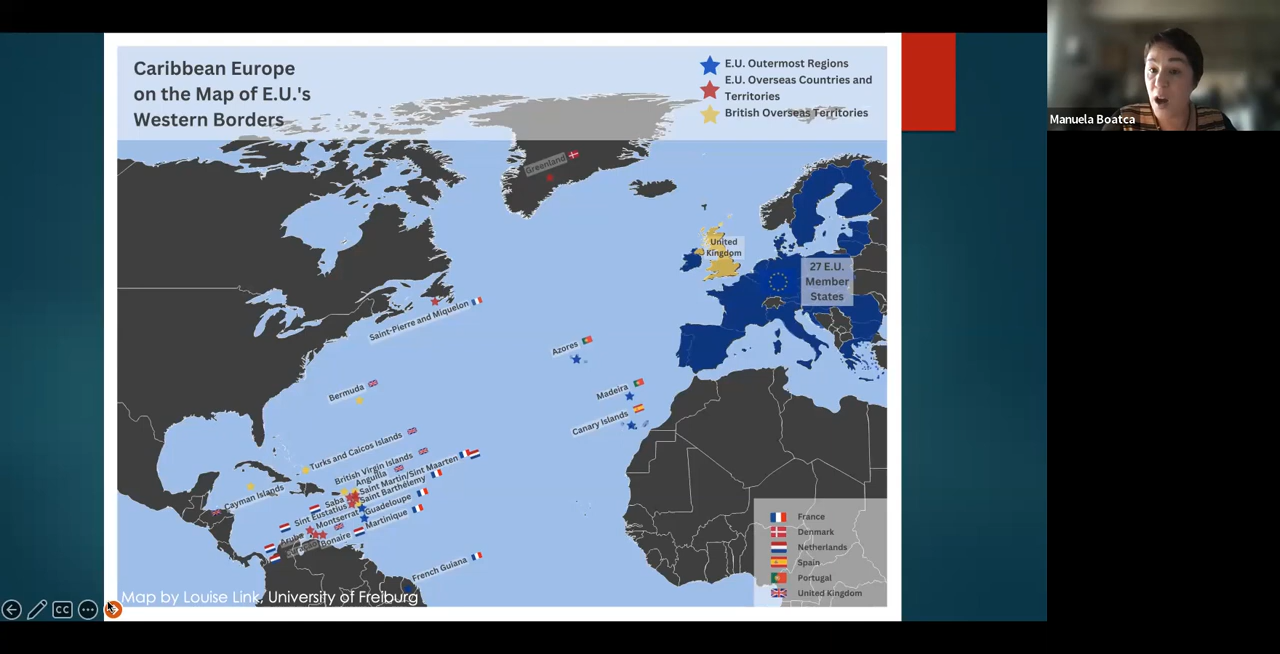 Caribbean Europe
on the Map of E.U.'s
Western Borders
E.U. Outermost Regions
E.U. Overseas Countries and
Territories
British Overseas Territories
Manuela Boatca
Greenland
United
Kingdom
27 E.U.
Member
States
Saint-Pierre and Miquelon
Azores
Bermuda
Madeira
Canary Islands
Turks and Caicos Islands
British Virgin Islands
Anguilla
Saint Martin/Sint Maarten
Saint Barthélemy
Cayman Islands
Saba
Sint Eustatius
Montserrat
Guadeloupe
Martinique
Aruba
Bonaire
French Guiana
France
Denmark
Netherlands
Spain
Portugal
United Kingdom
Map by Louise Link, University of Freiburg
CC